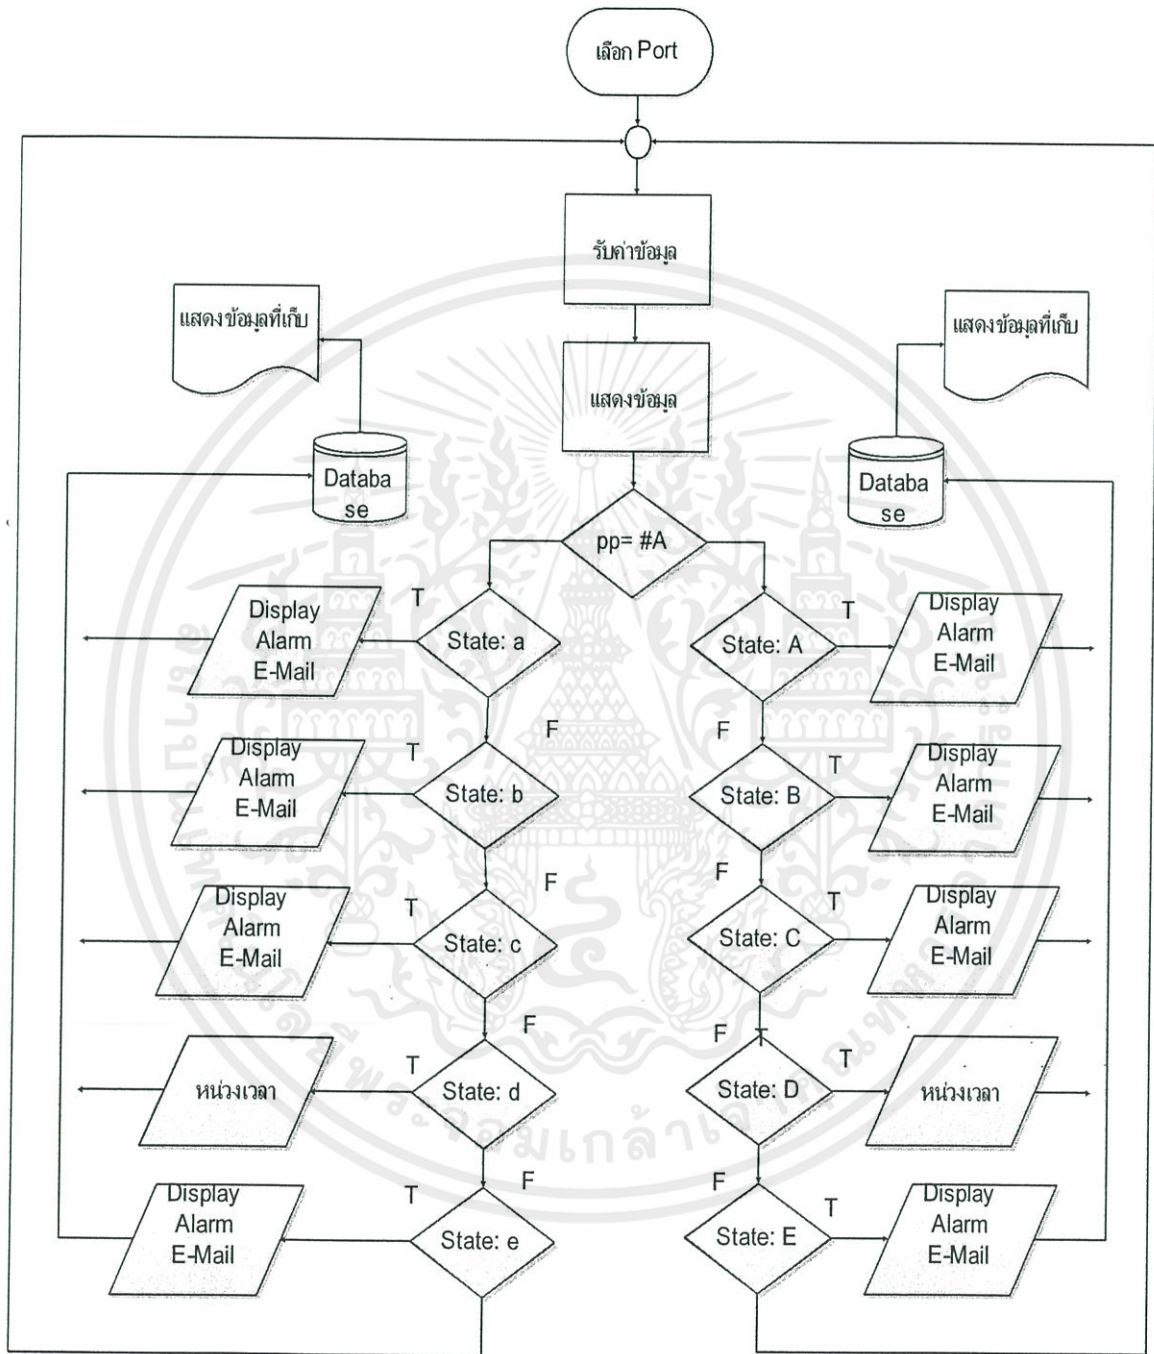 เลือก Port
รับค่าข้อมูล
แสดงข้อมูลที่เก็บ
แสดงข้อมูลที่เก็บ
แสดงข้อมูล
Databa
se
Databa
se
pp= #A
Display
Alarm
E-Mail
T
State: a
State: A
T
Display
Alarm
E-Mail
F
F
Display
Alarm
E-Mail
T
State: b
State: B
T
Display
Alarm
E-Mail
F
F
Display
Alarm
E-Mail
T
State: c
State: C
T
Display
Alarm
E-Mail
F
F
T
หน่วงเวลา
T
State: d
State: D
T
หน่วงเวลา
F
F
Display
Alarm
E-Mail
T
State: e
State: E
T
Display
Alarm
E-Mail